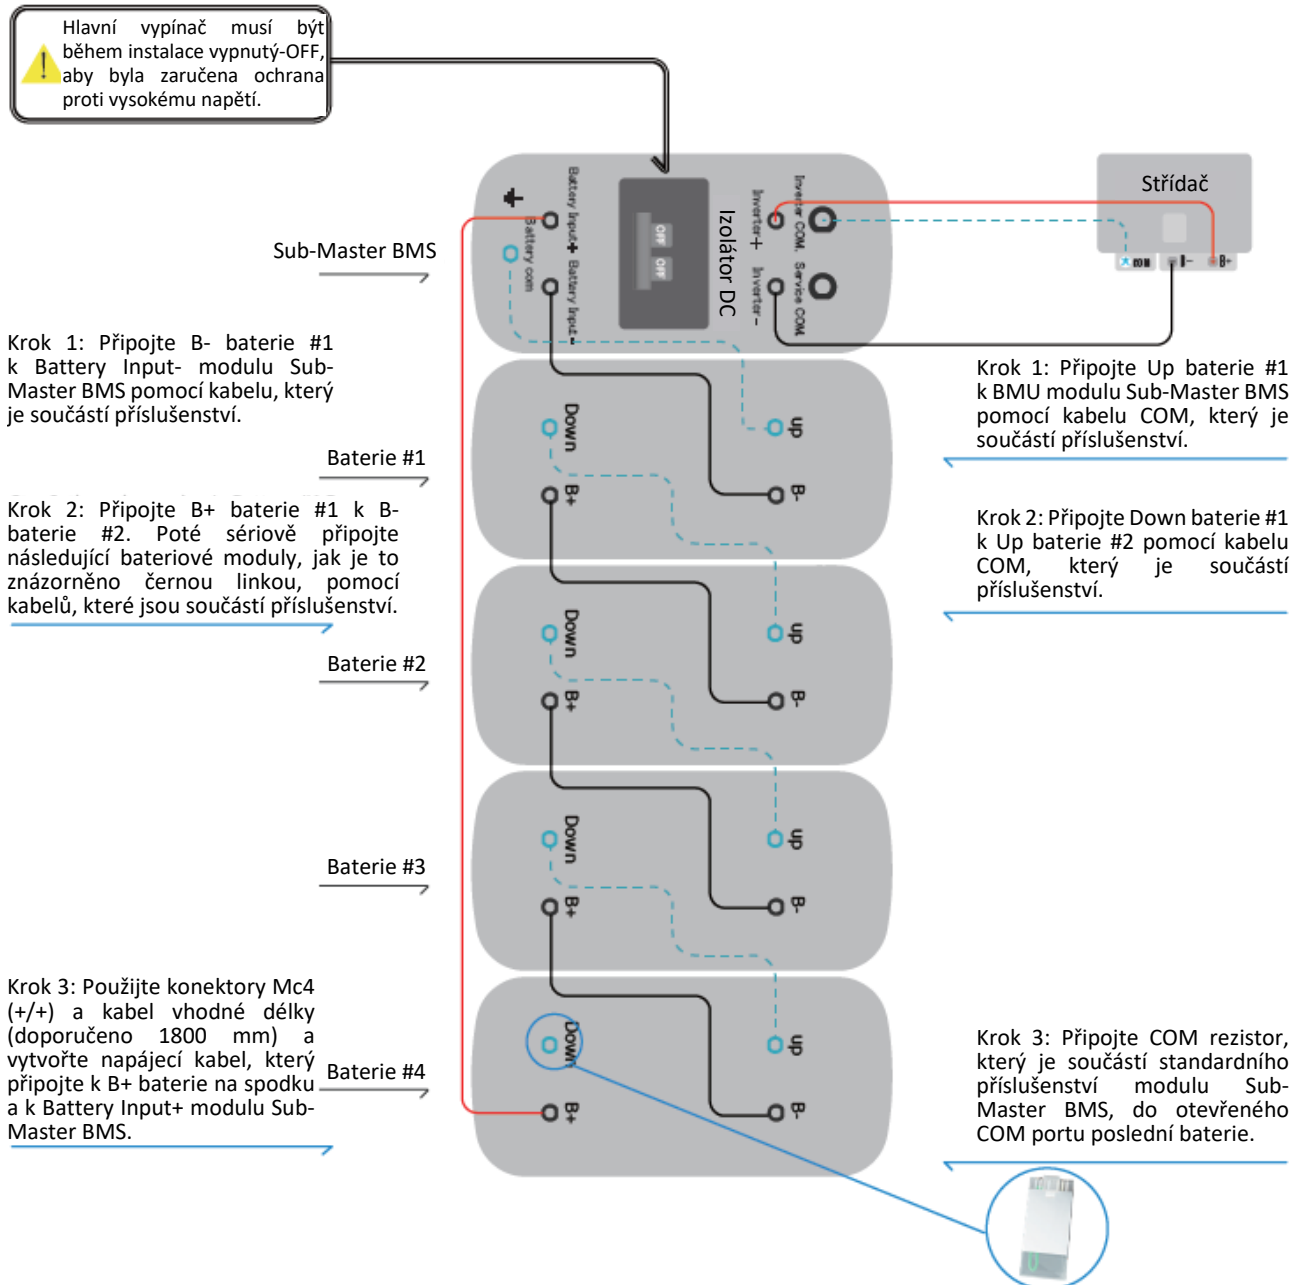 Hlavní vypínač musí být
během instalace vypnutý-OFF,
aby byla zaručena ochrana
proti vysokému napětí.
Sub-Master BMS
Battery Input+
Battery Input-
Battery com
OFF
OFF
Izolátor DC
Inverter COM.
Service COM.
Inverter+
Inverter-
Střídač
COM
B-
B+
Krok 1: Připojte B- baterie #1
k Battery Input- modulu Sub-
Master BMS pomocí kabelu, který
je součástí příslušenství.
Krok 1: Připojte Up baterie #1
k BMU modulu Sub-Master BMS
pomocí kabelu COM, který je
součástí příslušenství.
Baterie #1
Down
B+
up
B-
Krok 2: Připojte B+ baterie #1 k B-
baterie #2. Poté sériově připojte
následující bateriové moduly, jak je to
znázorněno černou linkou, pomocí
kabelů, které jsou součástí příslušenství.
Krok 2: Připojte Down baterie #1
k Up baterie #2 pomocí kabelu
COM, který je součástí
příslušenství.
Baterie #2
Down
B+
up
B-
Baterie #3
Down
B+
up
B-
Krok 3: Použijte konektory Mc4
(+/+) a kabel vhodné délky
(doporučeno 1800 mm) a
vytvořte napájecí kabel, který
připojte k B+ baterie na spodku
a k Battery Input+ modulu Sub-
Master BMS.
Baterie #4
Down
B+
up
B-
Krok 3: Připojte COM rezistor,
který je součástí standardního
příslušenství modulu Sub-
Master BMS, do otevřeného
COM portu poslední baterie.